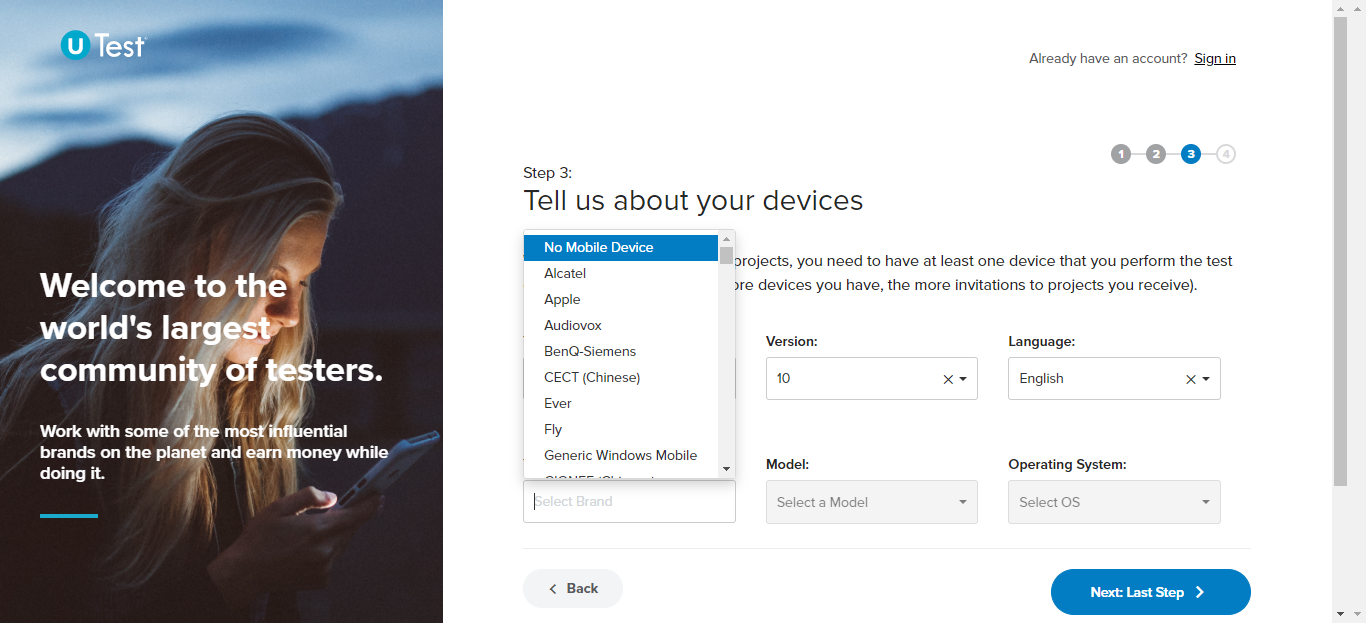 U Test
Already have an account? Sign in
1 2 3 4
Step 3:
Tell us about your devices
No Mobile Device
Alcatel
Apple
Audiovox
BenQ-Siemens
CECT (Chinese)
Ever
Fly
Generic Windows Mobile
projects, you need to have at least one device that you perform the test
devices you have, the more invitations to projects you receive).
Version:
Language:
10
English
Model:
Operating System:
Select Brand
Select a Model
Select OS
Back
Next: Last Step
Welcome to the
world's largest
community of testers.
Work with some of the most influential
brands on the planet and earn money while
doing it.